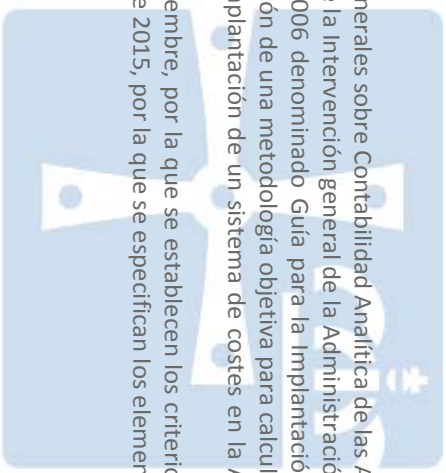 nerales sobre Contabilidad Analítica de las A
e la Intervención general de la Administració
006 denominado Guía para la Implantació
ón de una metodología objetiva para calcul
nplantación de un sistema de costes en la A
embre, por la que se establecen los criterio
e 2015, por la que se especifican los elemen